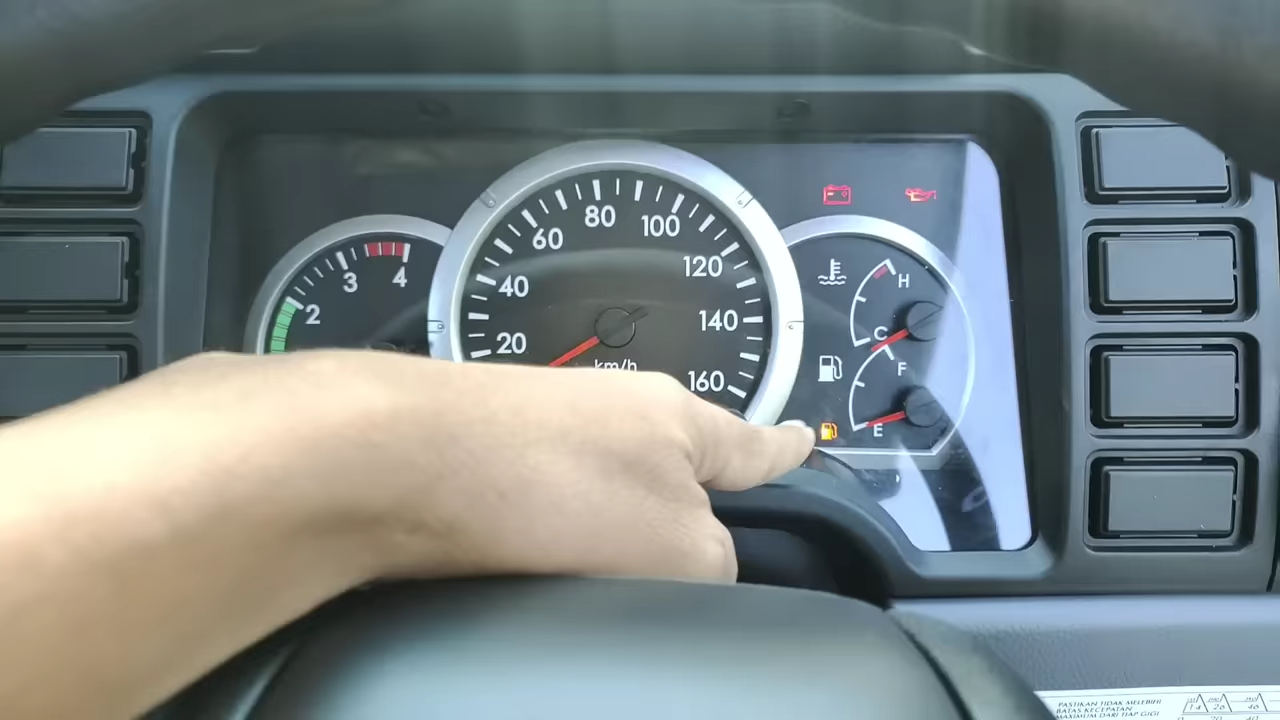 2
3
4
20
40
60
80
100
120
140
160
km/h
H
C
F
E
PASTIKAN TIDAK MELEBIHI
BATAS KECEPATAN
MAXIMUM DARI TIAP GIGI